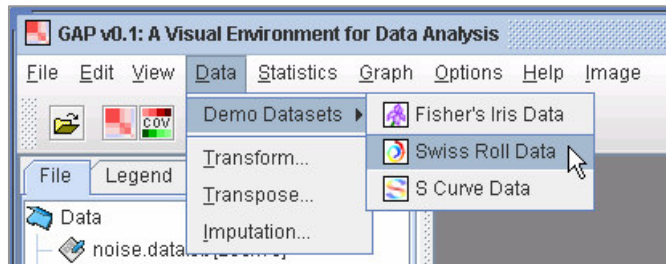 GAP v0.1: A Visual Environment for Data Analysis
File Edit View Data Statistics Graph Options Help Image
COV
Demo Datasets
Fisher's Iris Data
Swiss Roll Data
S Curve Data
Transform...
Transpose...
Imputation...
File Legend
Data